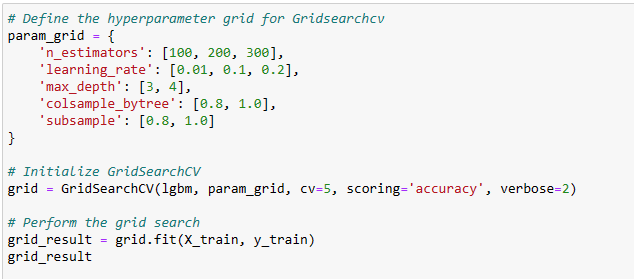 # Define the hyperparameter grid for Gridsearchcv
param_grid = {
    'n_estimators': [100, 200, 300],
    'learning_rate': [0.01, 0.1, 0.2],
    'max_depth': [3, 4],
    'colsample_bytree': [0.8, 1.0],
    'subsample': [0.8, 1.0]
}
# Initialize GridSearchCV
grid = GridSearchCV(lgbm, param_grid, cv=5, scoring='accuracy', verbose=2)
# Perform the grid search
grid_result = grid.fit(X_train, y_train)
grid_result